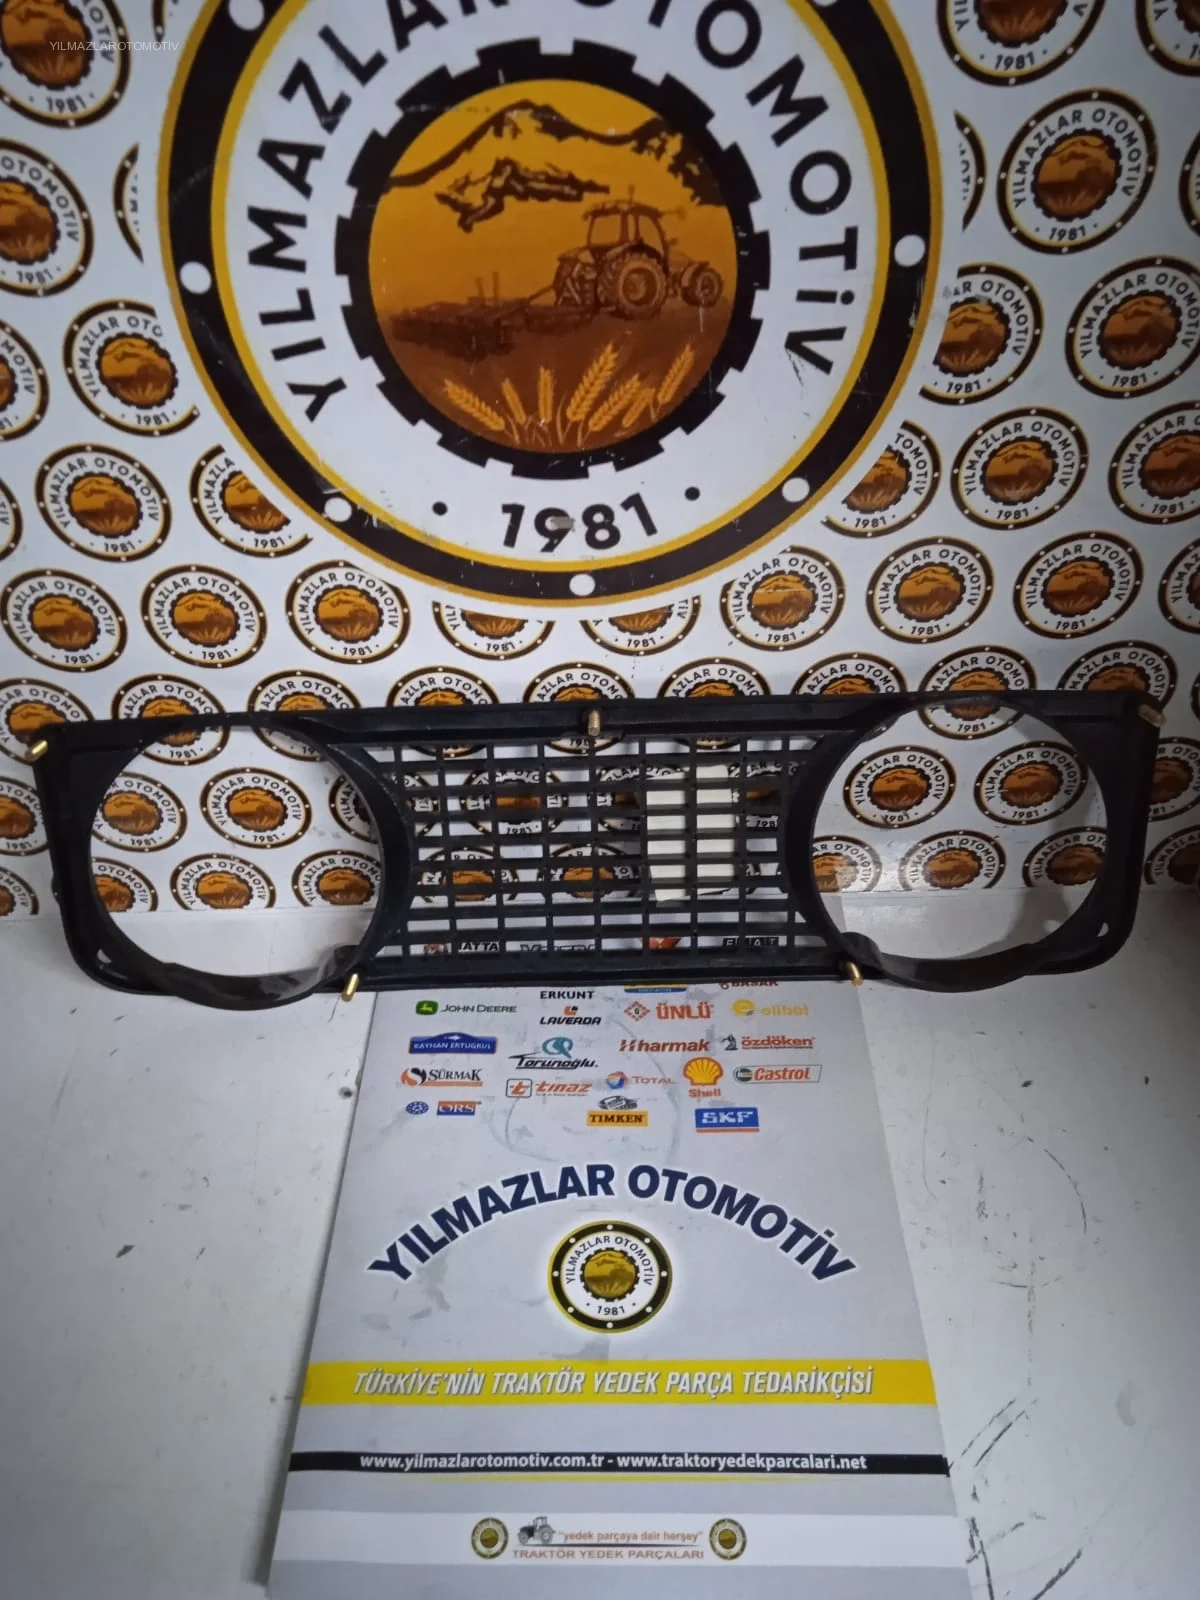 YILMAZLAROTOMOTİV
YILMAZLAR OTOMOTİV
· 1981 ·
ERKUNT
BAŞAK
JOHN DEERE
LAVERDA
ÜNLÜ
KAYHAN ERTUĞRUL
Torunoğlu
harmak
özdöken
SÜRMAK
tınaz
TOTAL
Shell
Castrol
ORS
TIMKEN
SKF
YILMAZLAR OTOMOTİV
YILMAZLAR OTOMOTİV
· 1981 ·
TÜRKİYE'NİN TRAKTÖR YEDEK PARÇA TEDARİKÇİSİ
www.yilmazlarotomotiv.com.tr - www.traktoryedekparcalari.net
"yedek parçaya dair herşey"
TRAKTÖR YEDEK PARÇALARI